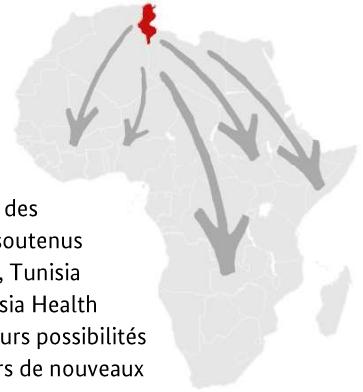 des
soutenus
, Tunisia
sia Health
urs possibilités
rs de nouveaux